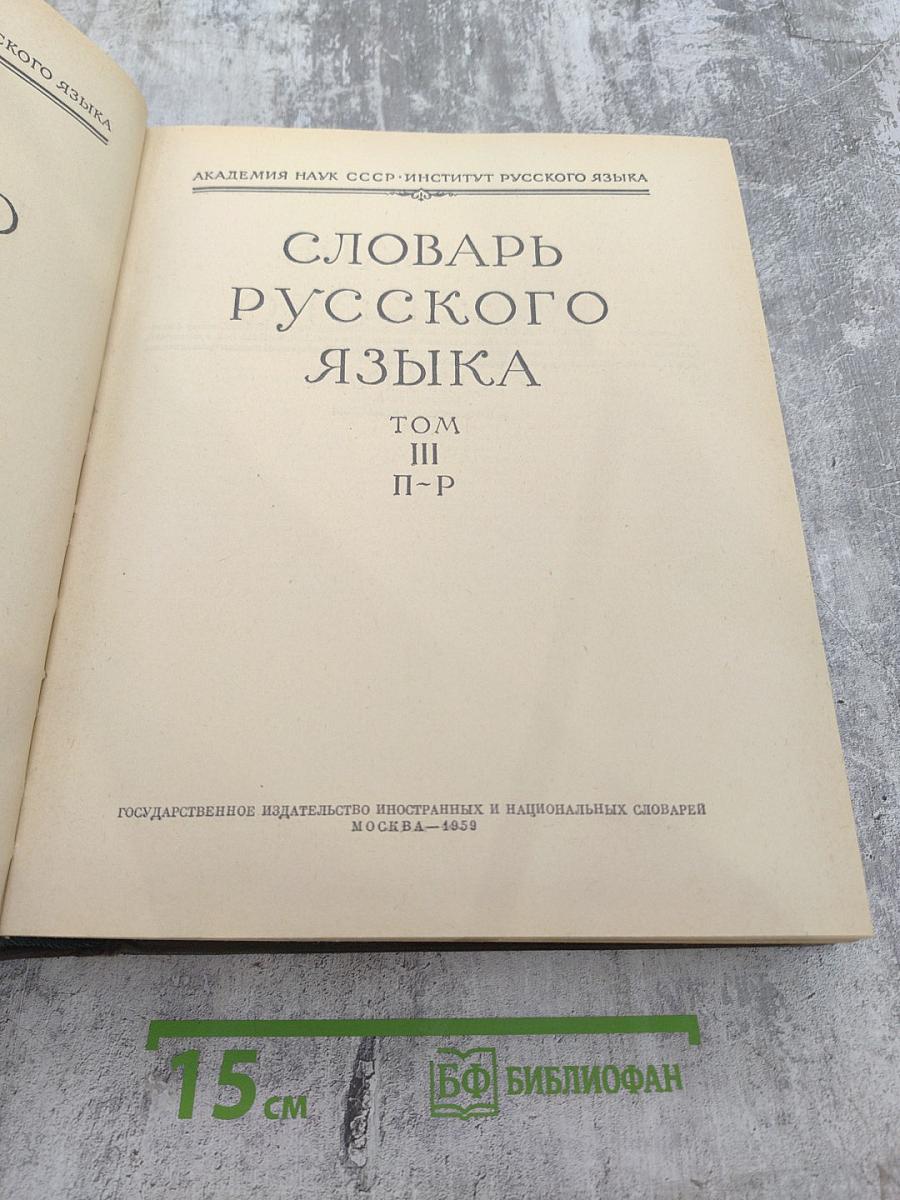 СКОГО ЯЗЫКА
О
АКАДЕМИЯ НАУК СССР · ИНСТИТУТ РУССКОГО ЯЗЫКА
СЛОВАРЬ
РУССКОГО
ЯЗЫКА
ТОМ
III
П~Р
ГОСУДАРСТВЕННОЕ ИЗДАТЕЛЬСТВО ИНОСТРАННЫХ И НАЦИОНАЛЬНЫХ СЛОВАРЕЙ
МОСКВА—1959
15 см
БФ БИБЛИОФАН